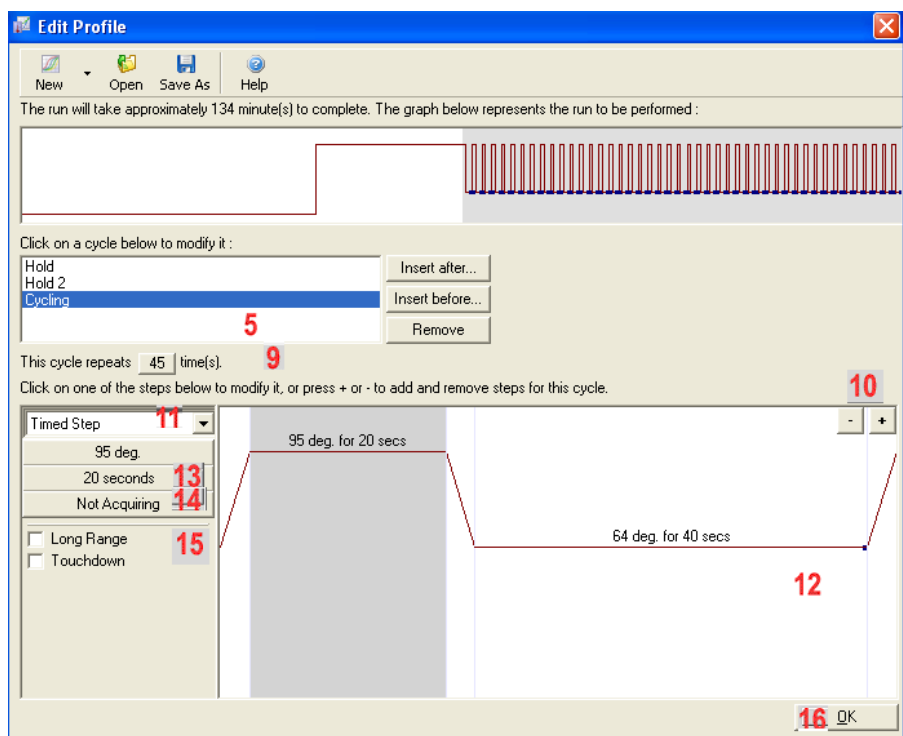 Edit Profile
New Open Save As Help
The run will take approximately 134 minute(s) to complete. The graph below represents the run to be performed :
Click on a cycle below to modify it :
Hold
Hold 2
Cycling
5
Insert after...
Insert before...
Remove
This cycle repeats 45 time(s). 9
Click on one of the steps below to modify it, or press + or - to add and remove steps for this cycle.
10
Timed Step 11
- +
95 deg.
20 seconds 13
Not Acquiring 14
Long Range 15
Touchdown
95 deg. for 20 secs
64 deg. for 40 secs
12
16 OK